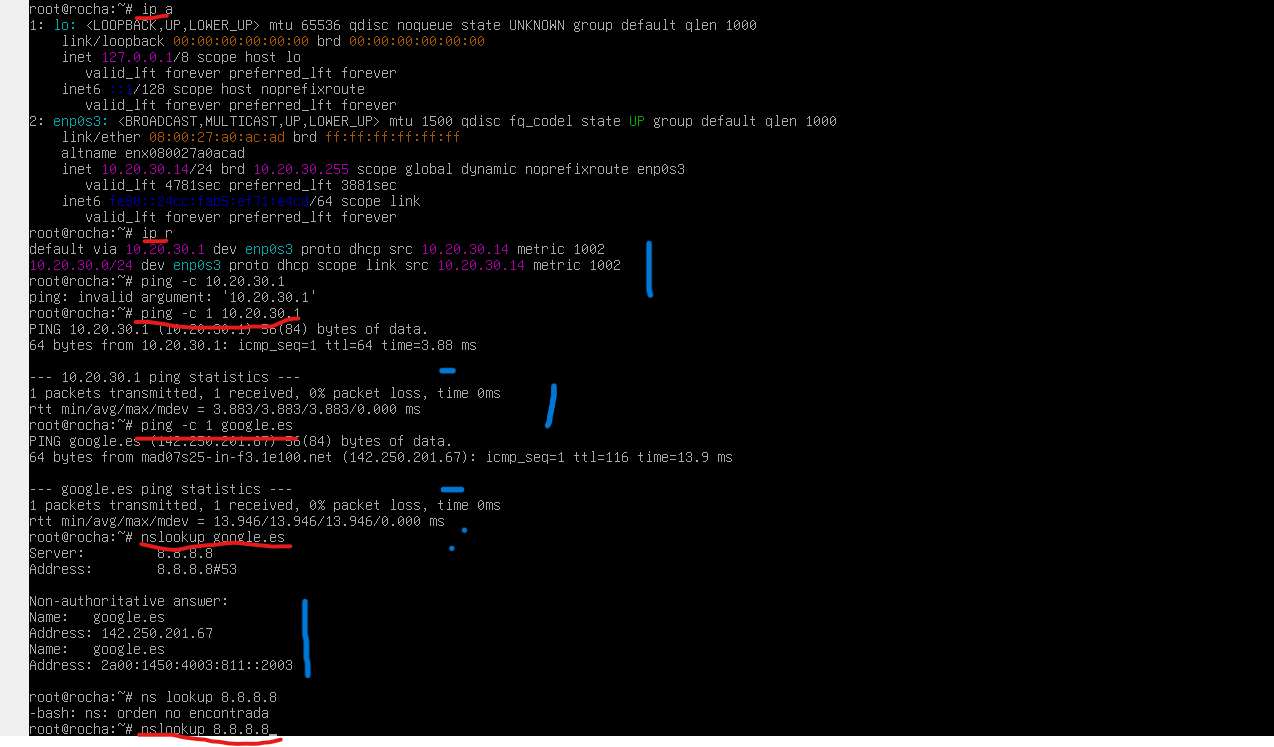 root@rocha:~# ip a
1: lo: <LOOPBACK,UP,LOWER_UP> mtu 65536 qdisc noqueue state UNKNOWN group default qlen 1000
link/loopback 00:00:00:00:00:00 brd 00:00:00:00:00:00
inet 127.0.0.1/8 scope host lo
valid_lft forever preferred_lft forever
inet6 ::1/128 scope host noprefixroute
valid_lft forever preferred_lft forever
2: enp0s3: <BROADCAST,MULTICAST,UP,LOWER_UP> mtu 1500 qdisc fq_codel state UP group default qlen 1000
link/ether 08:00:27:a0:ac:ad brd ff:ff:ff:ff:ff:ff
altname enx080027a0acad
inet 10.20.30.14/24 brd 10.20.30.255 scope global dynamic noprefixroute enp0s3
valid_lft 4781sec preferred_lft 3881sec
inet6 /64 scope link
valid_lft forever preferred_lft forever
root@rocha:~# ip r
default via 10.20.30.1 dev enp0s3 proto dhcp src 10.20.30.14 metric 1002
10.20.30.0/24 dev enp0s3 proto dhcp scope link src 10.20.30.14 metric 1002
root@rocha:~# ping -c 10.20.30.1
ping: invalid argument: '10.20.30.1'
root@rocha:~# ping -c 1 10.20.30.1
PING 10.20.30.1 (10.20.30.1) 56(84) bytes of data.
64 bytes from 10.20.30.1: icmp_seq=1 ttl=64 time=3.88 ms
--- 10.20.30.1 ping statistics ---
1 packets transmitted, 1 received, 0% packet loss, time 0ms
rtt min/avg/max/mdev = 3.883/3.883/3.883/0.000 ms
root@rocha:~# ping -c 1 google.es
PING google.es (142.250.201.67) 56(84) bytes of data.
64 bytes from mad07s25-in-f3.1e100.net (142.250.201.67): icmp_seq=1 ttl=116 time=13.9 ms
--- google.es ping statistics ---
1 packets transmitted, 1 received, 0% packet loss, time 0ms
rtt min/avg/max/mdev = 13.946/13.946/13.946/0.000 ms
root@rocha:~# nslookup google.es
Server: 8.8.8.8
Address: 8.8.8.8#53
Non-authoritative answer:
Name: google.es
Address: 142.250.201.67
Name: google.es
Address: 2a00:1450:4003:811::2003
root@rocha:~# ns lookup 8.8.8.8
-bash: ns: orden no encontrada
root@rocha:~# nslookup 8.8.8.8_